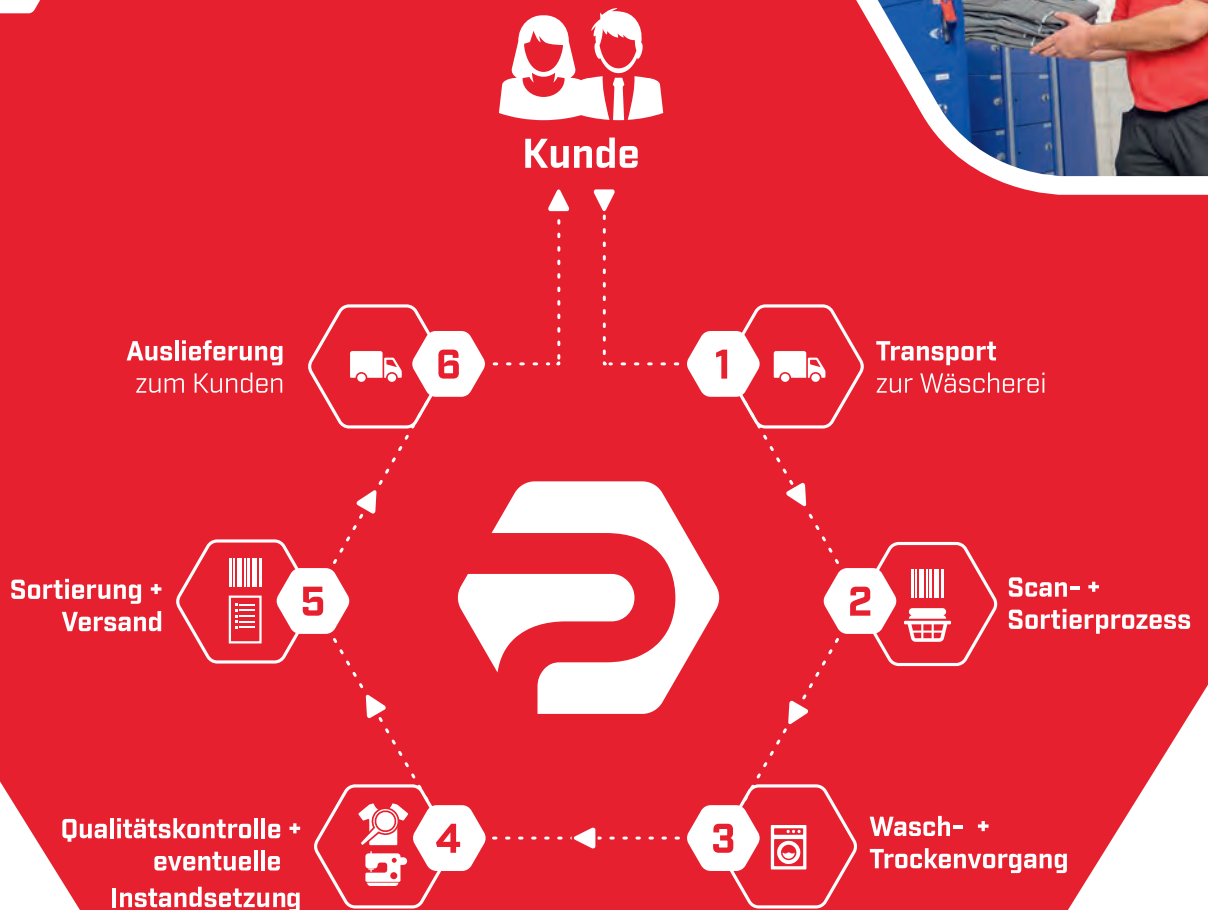 Kunde
1
Transport
zur Wäscherei
2
Scan- +
Sortierprozess
3
Wasch- +
Trockenvorgang
4
Qualitätskontrolle +
eventuelle
Instandsetzung
5
Sortierung +
Versand
6
Auslieferung
zum Kunden